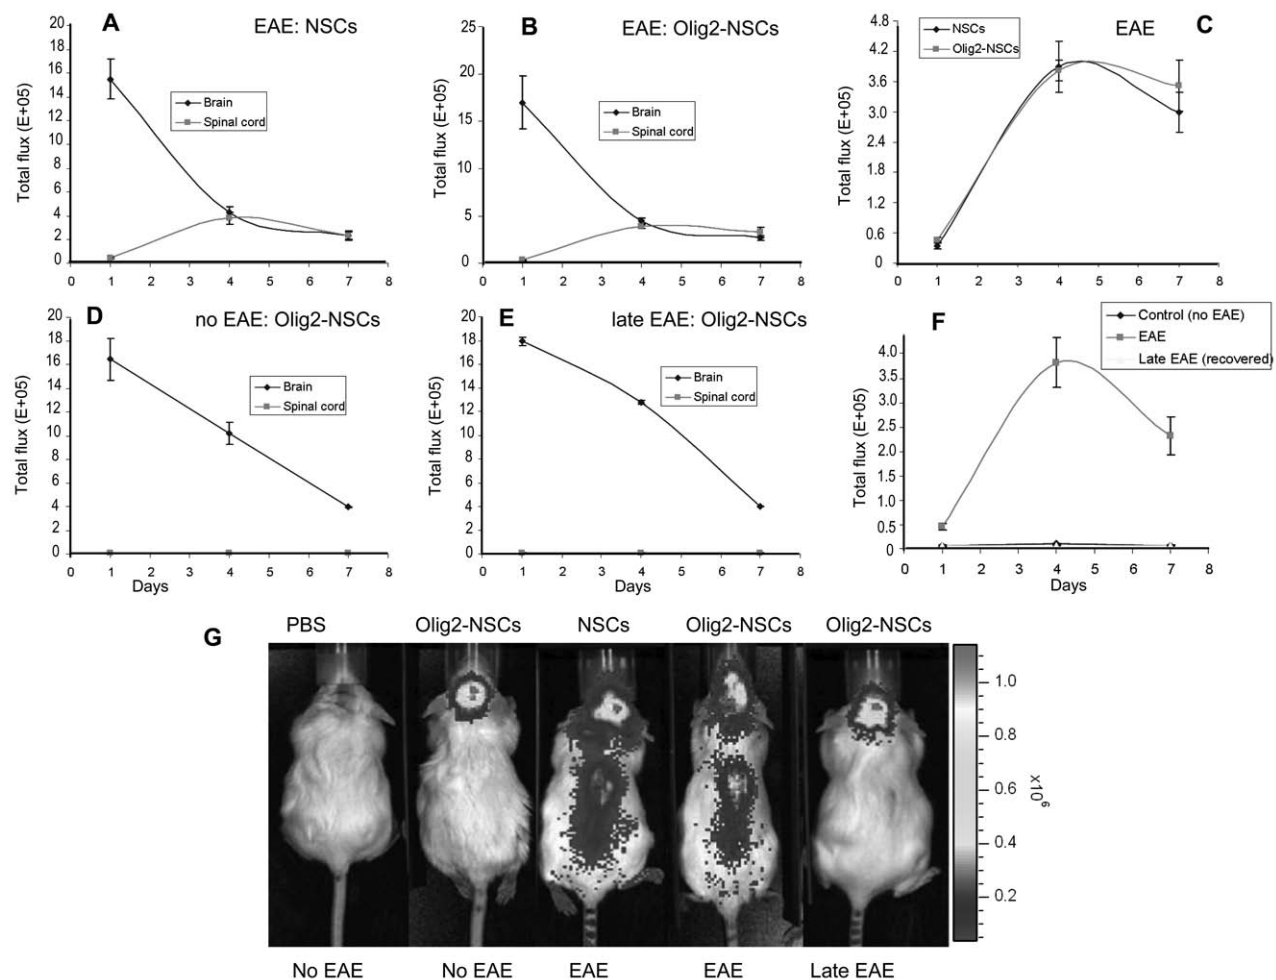 A
EAE: NSCs
Total flux (E+05)
20
18
16
14
12
10
8
6
4
2
0
Brain
Spinal cord
0 1 2 3 4 5 6 7 8
B
EAE: Olig2-NSCs
Total flux (E+05)
25
20
15
10
5
0
Brain
Spinal cord
0 1 2 3 4 5 6 7 8
C
EAE
Total flux (E+05)
4.8
4.2
3.6
3.0
2.4
1.8
1.2
0.6
0
NSCs
Olig2-NSCs
0 1 2 3 4 5 6 7 8
D
no EAE: Olig2-NSCs
Total flux (E+05)
20
18
16
14
12
10
8
6
4
2
0
Brain
Spinal cord
0 1 2 3 4 5 6 7 8
Days
E
late EAE: Olig2-NSCs
Total flux (E+05)
20
18
16
14
12
10
8
6
4
2
0
Brain
Spinal cord
0 1 2 3 4 5 6 7 8
Days
F
Control (no EAE)
EAE
Late EAE (recovered)
Total flux (E+05)
4.0
3.5
3.0
2.5
2.0
1.5
1.0
0.5
0
0 1 2 3 4 5 6 7 8
Days
G
PBS Olig2-NSCs NSCs Olig2-NSCs Olig2-NSCs
1.0
0.8
0.6
0.4
0.2
x10^6
No EAE No EAE EAE EAE Late EAE